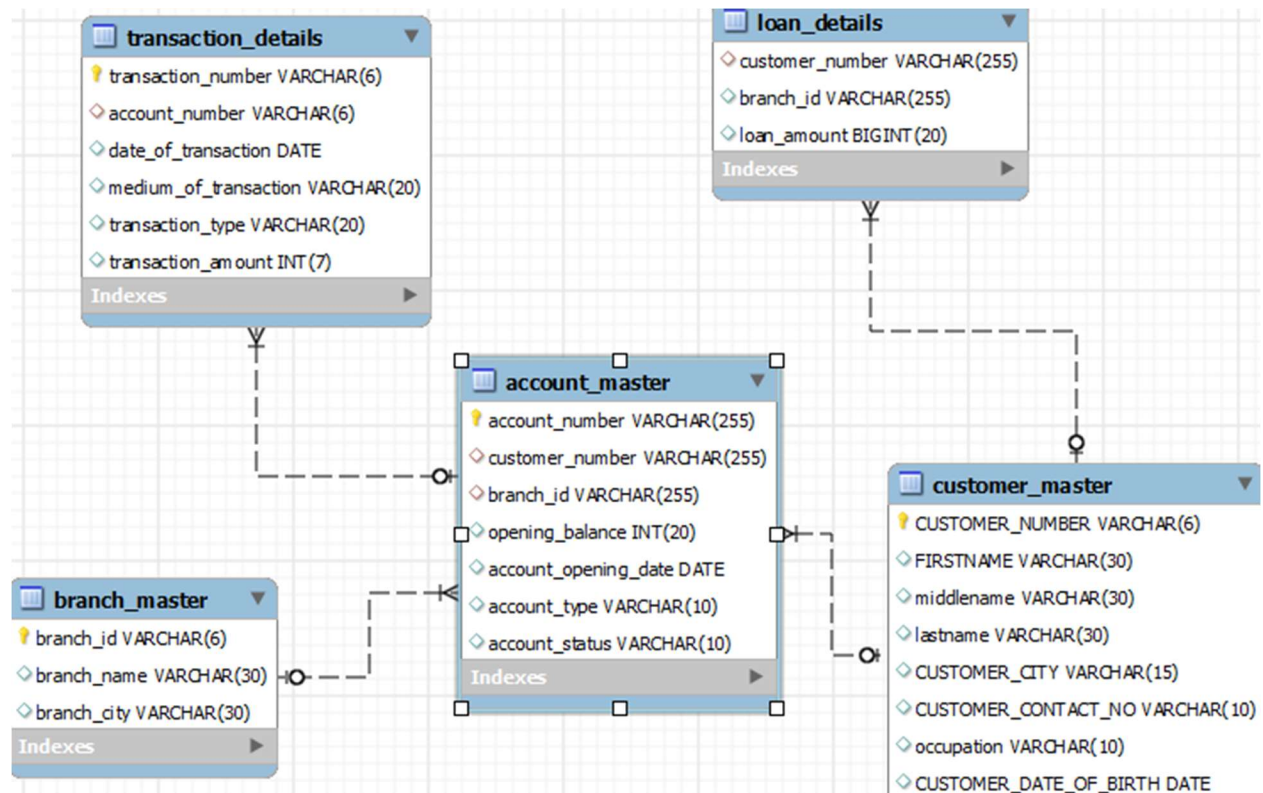 transaction_details
transaction_number VARCHAR(6)
account_number VARCHAR(6)
date_of_transaction DATE
medium_of_transaction VARCHAR(20)
transaction_type VARCHAR(20)
transaction_amount INT(7)
Indexes
loan_details
customer_number VARCHAR(255)
branch_id VARCHAR(255)
loan_amount BIGINT(20)
Indexes
account_master
account_number VARCHAR(255)
customer_number VARCHAR(255)
branch_id VARCHAR(255)
opening_balance INT(20)
account_opening_date DATE
account_type VARCHAR(10)
account_status VARCHAR(10)
Indexes
branch_master
branch_id VARCHAR(6)
branch_name VARCHAR(30)
branch_city VARCHAR(30)
Indexes
customer_master
CUSTOMER_NUMBER VARCHAR(6)
FIRSTNAME VARCHAR(30)
middlename VARCHAR(30)
lastname VARCHAR(30)
CUSTOMER_CITY VARCHAR(15)
CUSTOMER_CONTACT_NO VARCHAR(10)
occupation VARCHAR(10)
CUSTOMER_DATE_OF_BIRTH DATE